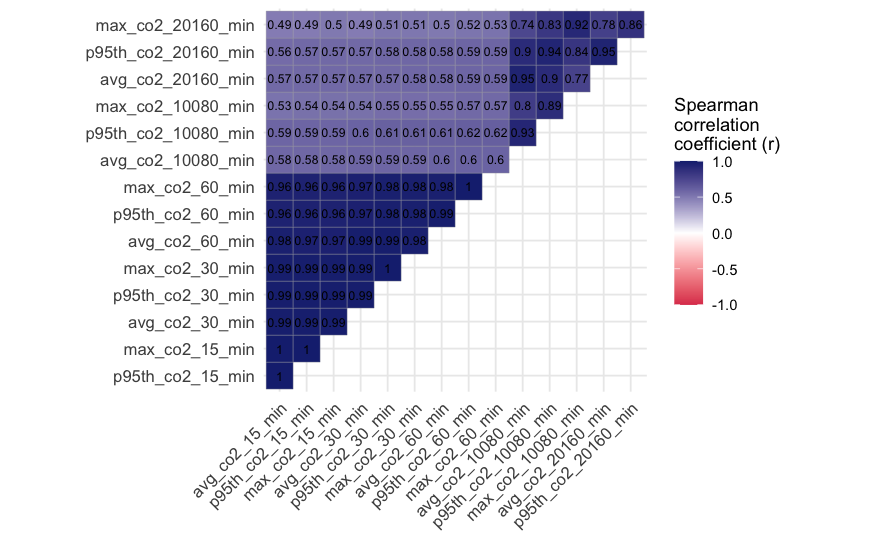 max_co2_20160_min 0.49 0.49 0.5 0.49 0.51 0.51 0.5 0.52 0.53 0.74 0.83 0.92 0.78 0.86
p95th_co2_20160_min 0.56 0.57 0.57 0.57 0.58 0.58 0.58 0.59 0.59 0.9 0.94 0.84 0.95
avg_co2_20160_min 0.57 0.57 0.57 0.57 0.57 0.58 0.58 0.59 0.59 0.95 0.9 0.77
max_co2_10080_min 0.53 0.54 0.54 0.54 0.55 0.55 0.55 0.57 0.57 0.8 0.89
p95th_co2_10080_min 0.59 0.59 0.59 0.6 0.61 0.61 0.61 0.62 0.62 0.93
avg_co2_10080_min 0.58 0.58 0.58 0.59 0.59 0.59 0.6 0.6 0.6
max_co2_60_min 0.96 0.96 0.96 0.97 0.98 0.98 0.98 1
p95th_co2_60_min 0.96 0.96 0.96 0.97 0.98 0.98 0.99
avg_co2_60_min 0.98 0.97 0.97 0.99 0.99 0.98
max_co2_30_min 0.99 0.99 0.99 0.99 1
p95th_co2_30_min 0.99 0.99 0.99 0.99
avg_co2_30_min 0.99 0.99 0.99
max_co2_15_min 1 1
p95th_co2_15_min 1
avg_co2_15_min
p95th_co2_15_min
max_co2_15_min
avg_co2_30_min
p95th_co2_30_min
max_co2_30_min
avg_co2_60_min
p95th_co2_60_min
max_co2_60_min
avg_co2_10080_min
p95th_co2_10080_min
max_co2_10080_min
avg_co2_20160_min
p95th_co2_20160_min
Spearman
correlation
coefficient (r)
1.0
0.5
0.0
-0.5
-1.0